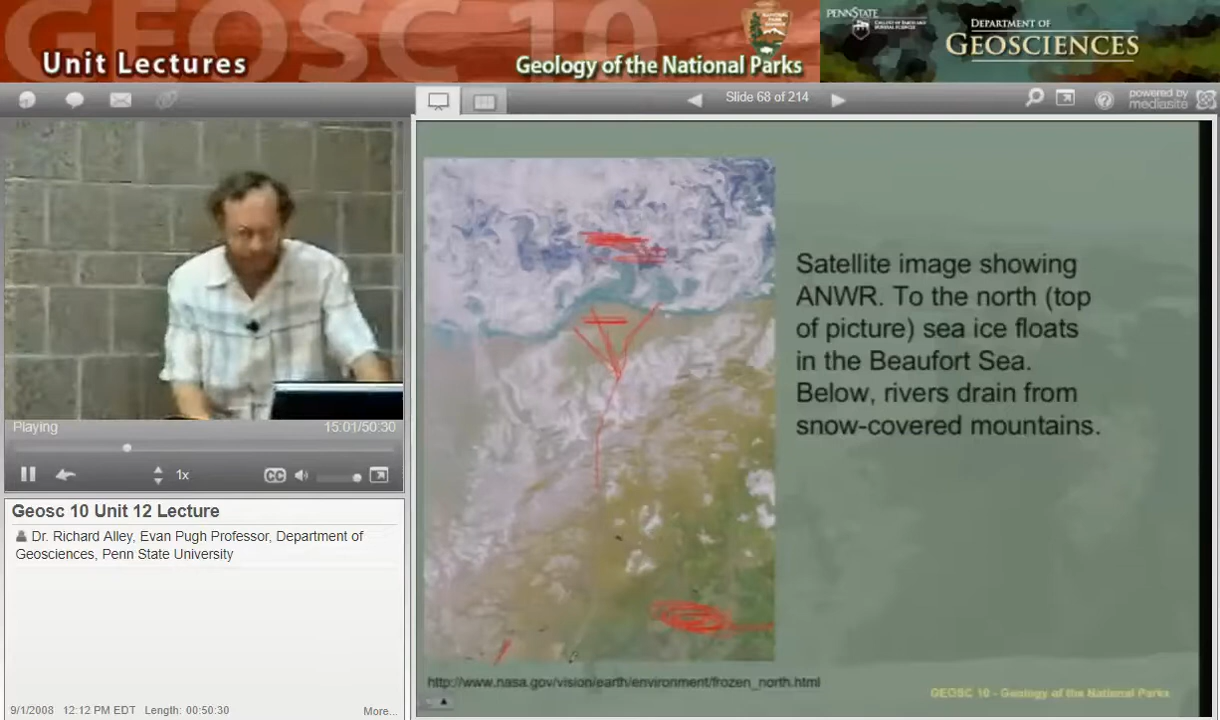 GEOSC 10
Unit Lectures
Geology of the National Parks
PENNSTATE
DEPARTMENT OF
GEOSCIENCES
Slide 68 of 214
powered by
mediasite
Satellite image showing
ANWR. To the north (top
of picture) sea ice floats
in the Beaufort Sea.
Below, rivers drain from
snow-covered mountains.
http://www.nasa.gov/vision/earth/environment/frozen_north.html
GEOSC 10 - Geology of the National Parks
Playing
15:01/50:30
1x
CC
Geosc 10 Unit 12 Lecture
Dr. Richard Alley, Evan Pugh Professor, Department of
Geosciences, Penn State University
9/1/2008 12:12 PM EDT Length: 00:50:30
More...